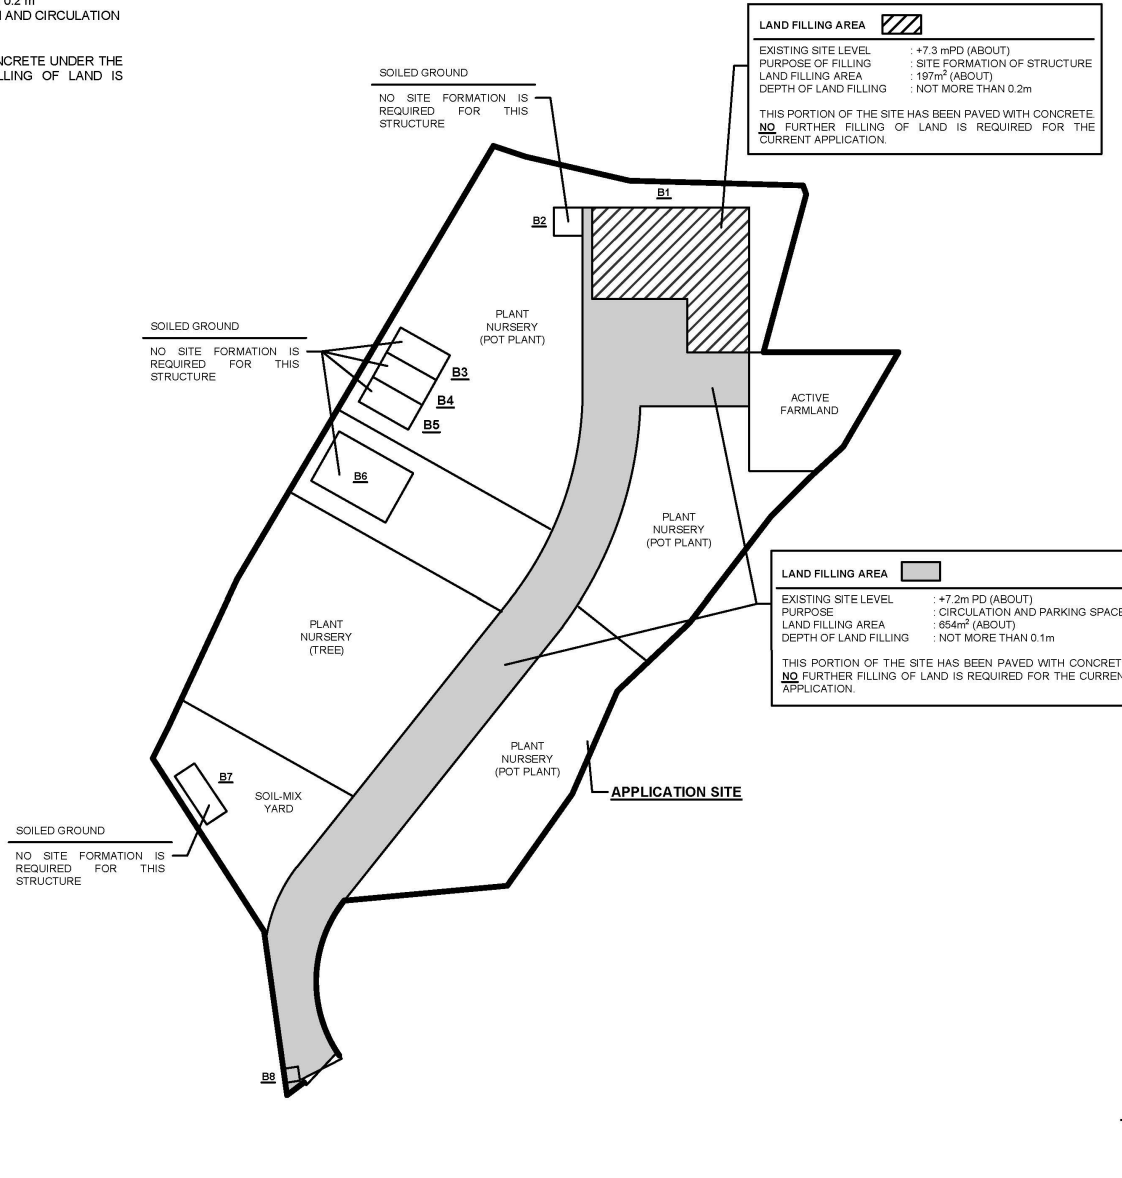 0.2 m
AND CIRCULATION
NCRETE UNDER THE
LLING OF LAND IS
LAND FILLING AREA
EXISTING SITE LEVEL : +7.3 mPD (ABOUT)
PURPOSE OF FILLING : SITE FORMATION OF STRUCTURE
LAND FILLING AREA : 197m² (ABOUT)
DEPTH OF LAND FILLING : NOT MORE THAN 0.2m
THIS PORTION OF THE SITE HAS BEEN PAVED WITH CONCRETE.
NO FURTHER FILLING OF LAND IS REQUIRED FOR THE
CURRENT APPLICATION.
SOILED GROUND
NO SITE FORMATION IS
REQUIRED FOR THIS
STRUCTURE
B1
B2
PLANT
NURSERY
(POT PLANT)
SOILED GROUND
NO SITE FORMATION IS
REQUIRED FOR THIS
STRUCTURE
B3
B4
B5
B6
ACTIVE
FARMLAND
PLANT
NURSERY
(POT PLANT)
LAND FILLING AREA
EXISTING SITE LEVEL : +7.2m PD (ABOUT)
PURPOSE : CIRCULATION AND PARKING SPACE
LAND FILLING AREA : 654m² (ABOUT)
DEPTH OF LAND FILLING : NOT MORE THAN 0.1m
THIS PORTION OF THE SITE HAS BEEN PAVED WITH CONCRET
NO FURTHER FILLING OF LAND IS REQUIRED FOR THE CURREN
APPLICATION.
PLANT
NURSERY
(TREE)
PLANT
NURSERY
(POT PLANT)
APPLICATION SITE
B7
SOIL-MIX
YARD
SOILED GROUND
NO SITE FORMATION IS
REQUIRED FOR THIS
STRUCTURE
B8